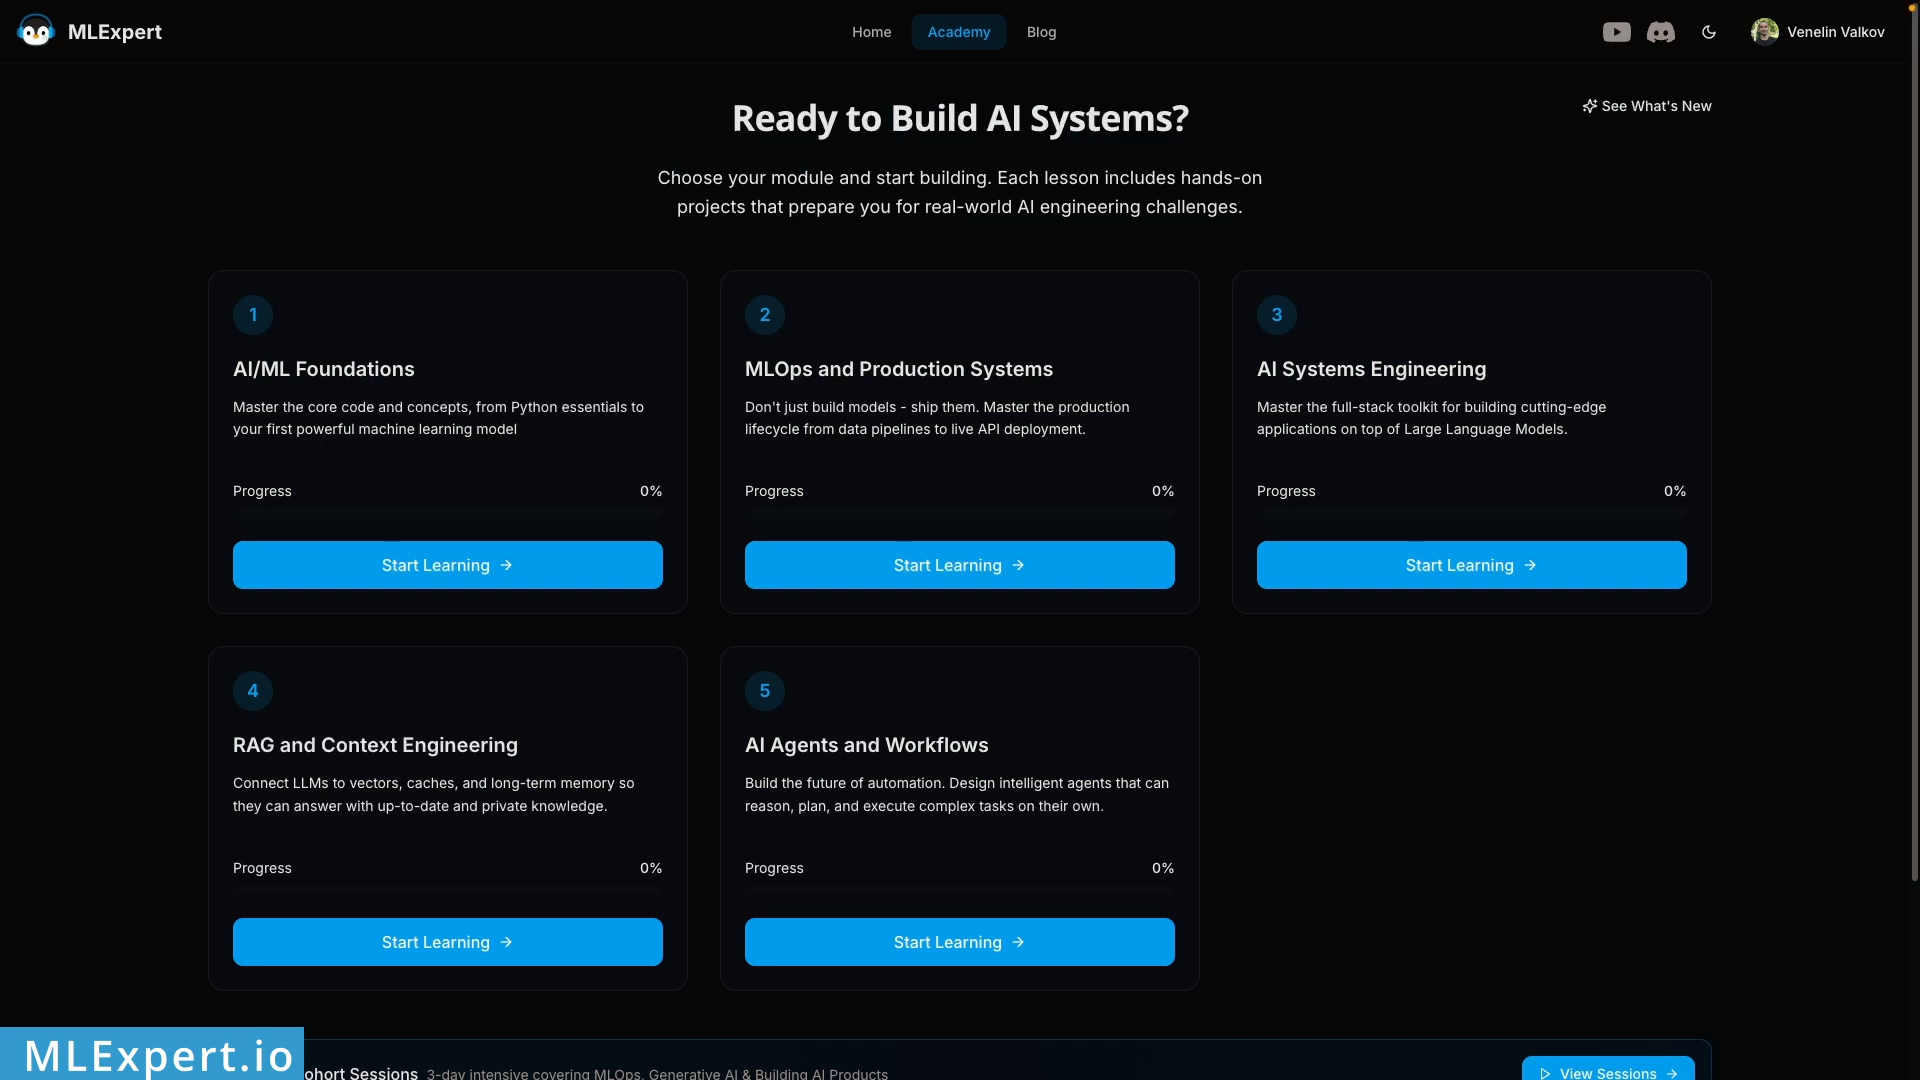 MLExpert
Home
Academy
Blog
Venelin Valkov
See What's New
Ready to Build AI Systems?
Choose your module and start building. Each lesson includes hands-on
projects that prepare you for real-world AI engineering challenges.
1
AI/ML Foundations
Master the core code and concepts, from Python essentials to
your first powerful machine learning model
Progress 0%
Start Learning →
2
MLOps and Production Systems
Don't just build models - ship them. Master the production
lifecycle from data pipelines to live API deployment.
Progress 0%
Start Learning →
3
AI Systems Engineering
Master the full-stack toolkit for building cutting-edge
applications on top of Large Language Models.
Progress 0%
Start Learning →
4
RAG and Context Engineering
Connect LLMs to vectors, caches, and long-term memory so
they can answer with up-to-date and private knowledge.
Progress 0%
Start Learning →
5
AI Agents and Workflows
Build the future of automation. Design intelligent agents that can
reason, plan, and execute complex tasks on their own.
Progress 0%
Start Learning →
MLExpert.io
Sessions 3-day intensive covering MLOps, Generative AI & Building AI Products
View Sessions →